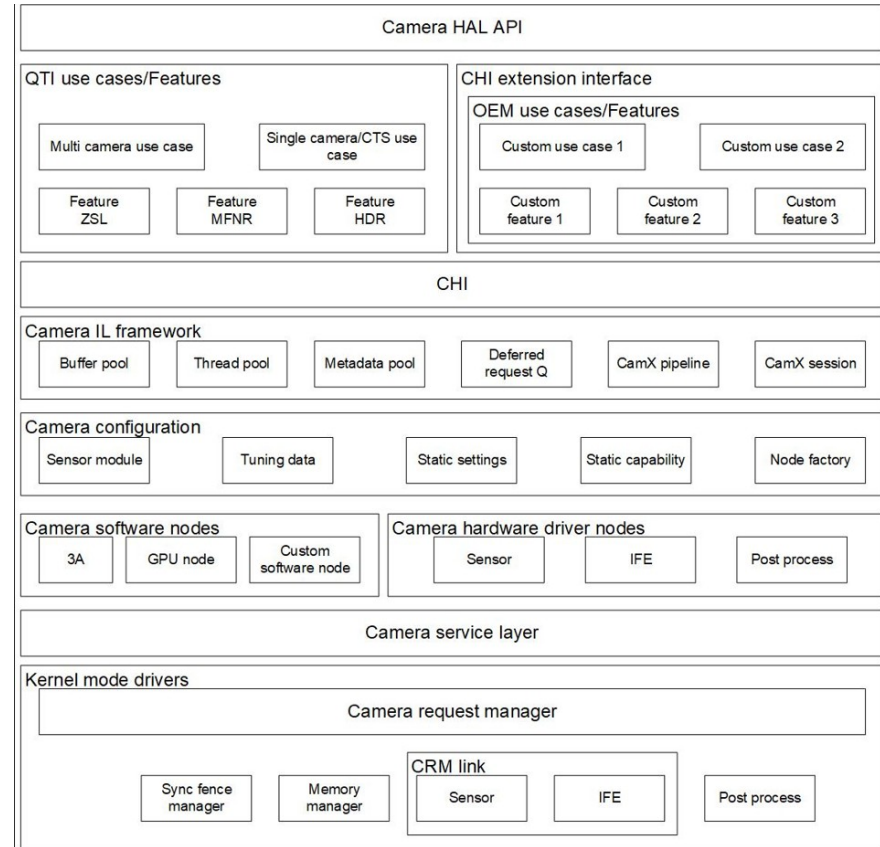 Camera HAL API
QTI use cases/Features
Multi camera use case
Single camera/CTS use
case
Feature
ZSL
Feature
MFNR
Feature
HDR
CHI extension interface
OEM use cases/Features
Custom use case 1
Custom use case 2
Custom
feature 1
Custom
feature 2
Custom
feature 3
CHI
Camera IL framework
Buffer pool
Thread pool
Metadata pool
Deferred
request Q
CamX pipeline
CamX session
Camera configuration
Sensor module
Tuning data
Static settings
Static capability
Node factory
Camera software nodes
3A
GPU node
Custom
software node
Camera hardware driver nodes
Sensor
IFE
Post process
Camera service layer
Kernel mode drivers
Camera request manager
Sync fence
manager
Memory
manager
CRM link
Sensor
IFE
Post process